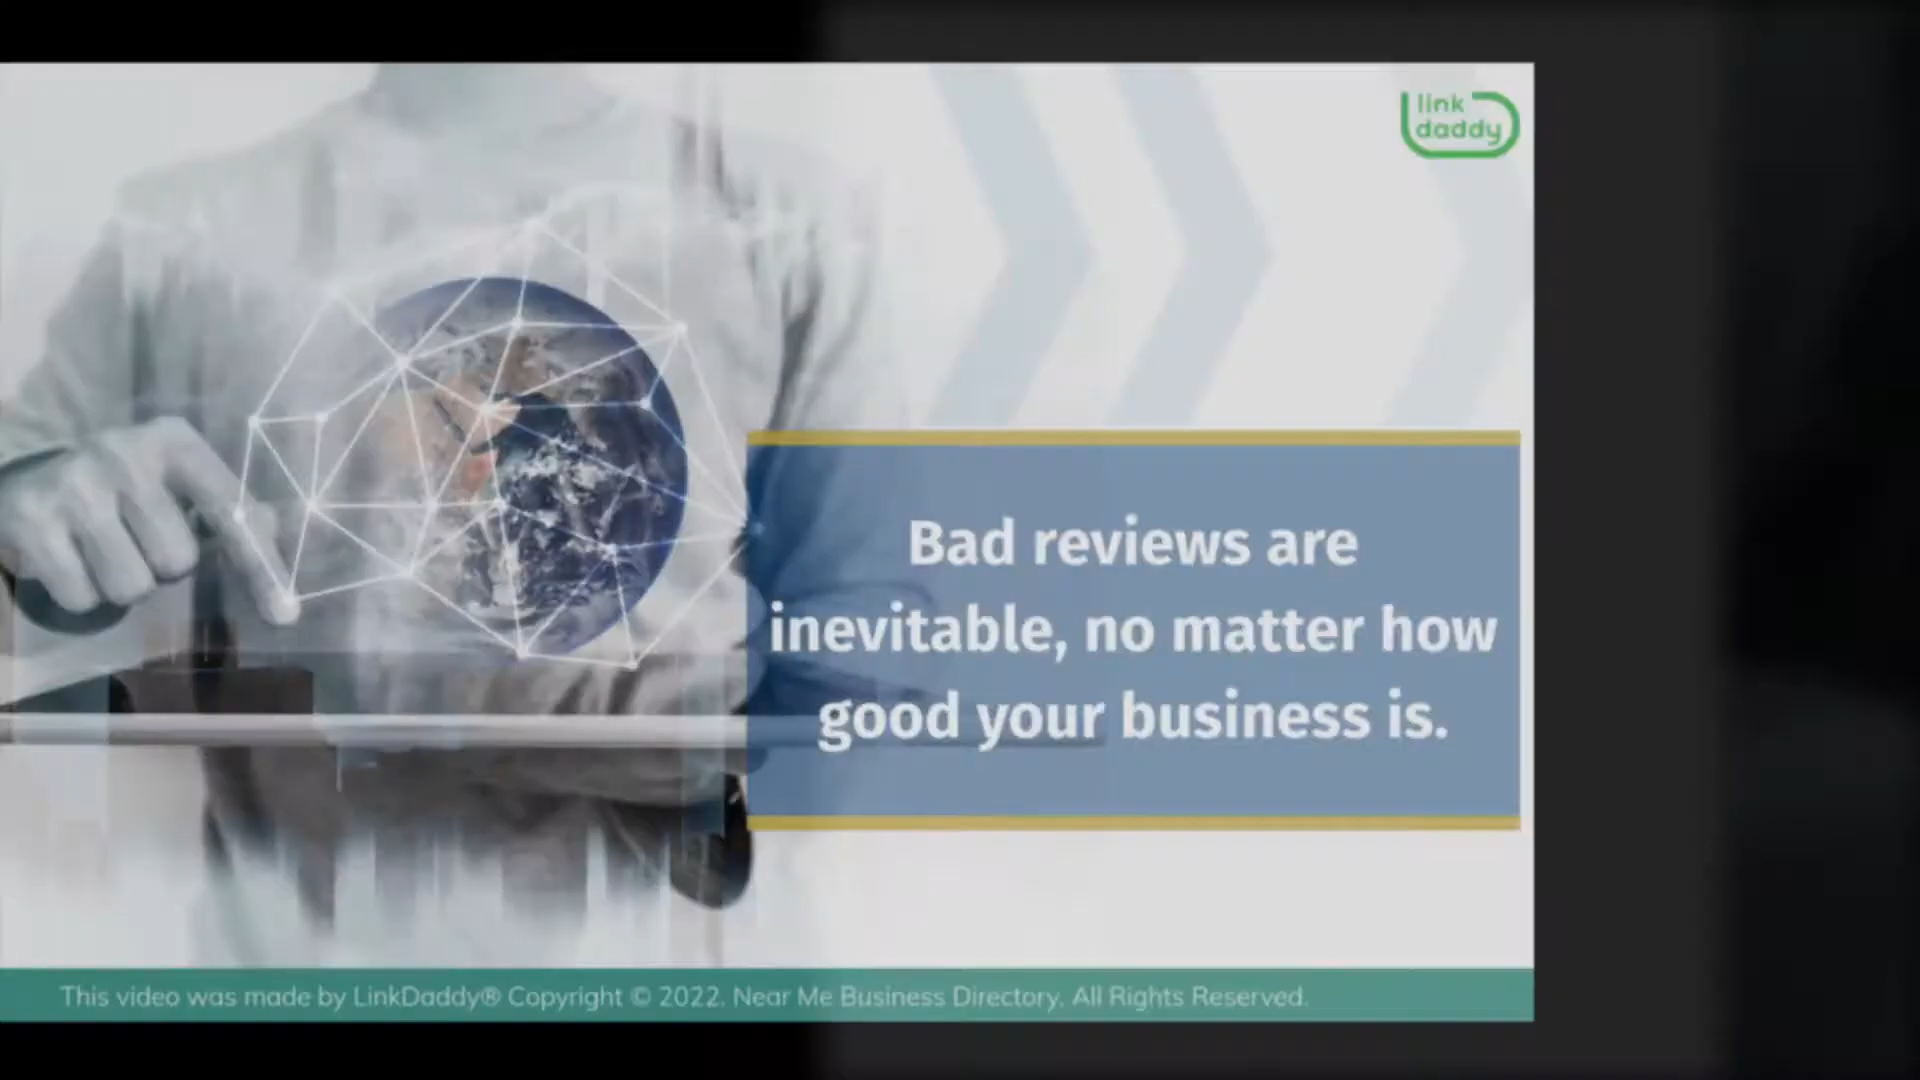 link
daddy
Bad reviews are
inevitable, no matter how
good your business is.
This video was made by LinkDaddy® Copyright © 2022. Near Me Business Directory, All Rights Reserved.